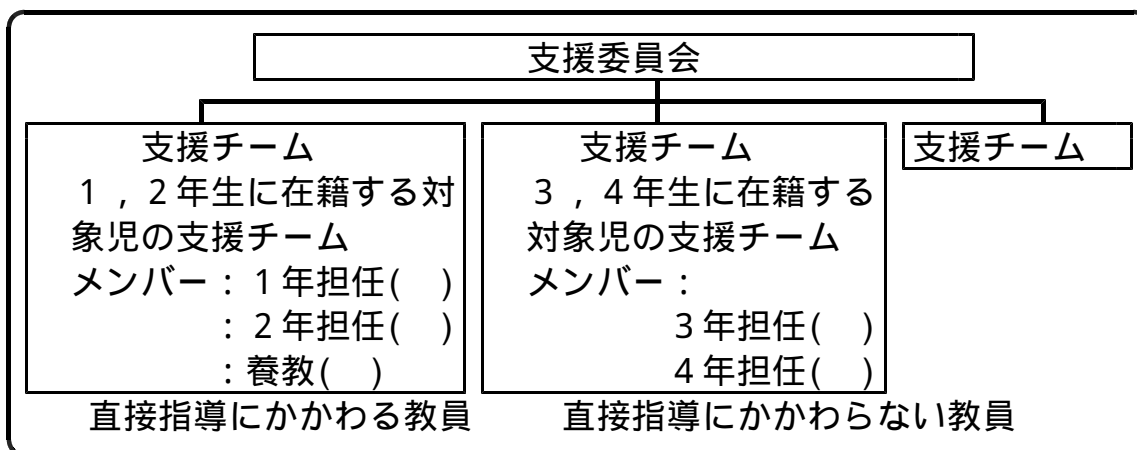 支援委員会
支援チーム
1，2年生に在籍する対
象児の支援チーム
メンバー：1年担任(　)
：2年担任(　)
：養教(　)
支援チーム
3，4年生に在籍する
対象児の支援チーム
メンバー：
3年担任(　)
4年担任(　)
支援チーム
直接指導にかかわる教員
直接指導にかかわらない教員